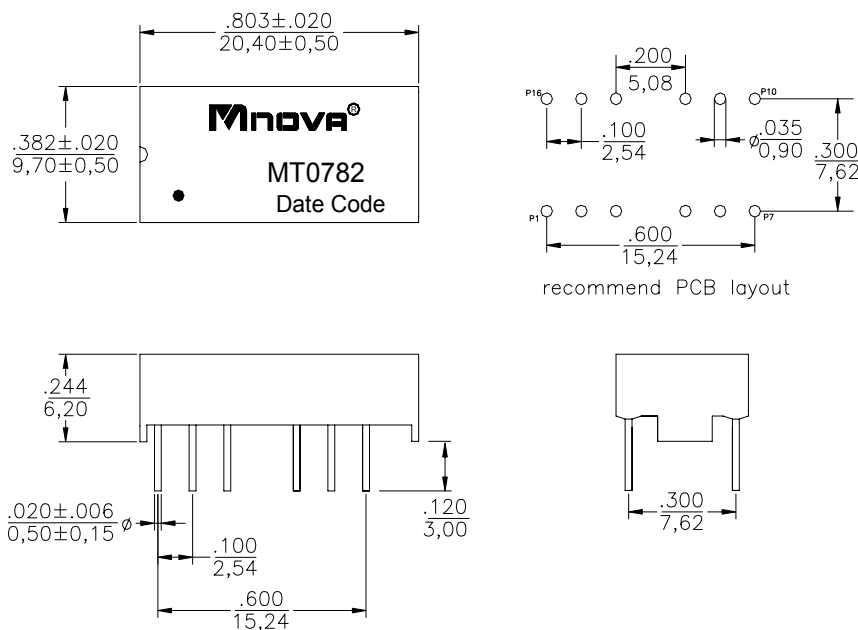 .803±.020
20,40±0,50
.382±.020
9,70±0,50
Mnova®
MT0782
Date Code
.200
5,08
P16
P10
.100
2,54
ø.035
0,90
.300
7,62
P1
P7
.600
15,24
recommend PCB layout
.244
6,20
.020±.006
0,50±0,15 ø
.100
2,54
.600
15,24
.120
3,00
.300
7,62